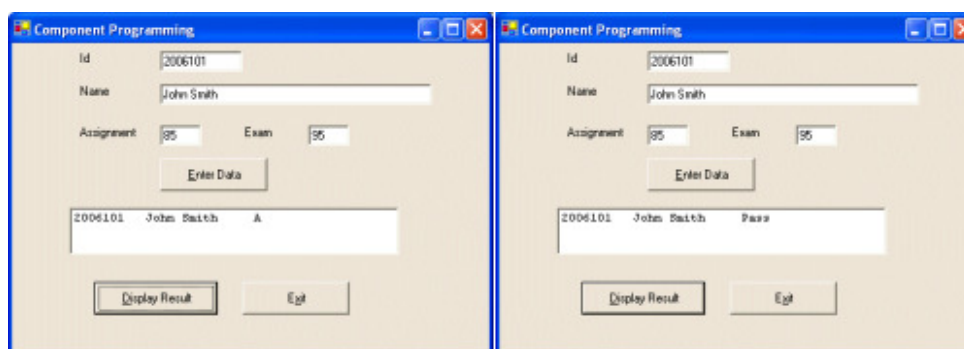 Component Programming
Id 2006101
Name John Smith
Assignment 85 Exam 95
Enter Data
2006101 John Smith A
Display Result Exit
Component Programming
Id 2006101
Name John Smith
Assignment 85 Exam 95
Enter Data
2006101 John Smith Pass
Display Result Exit